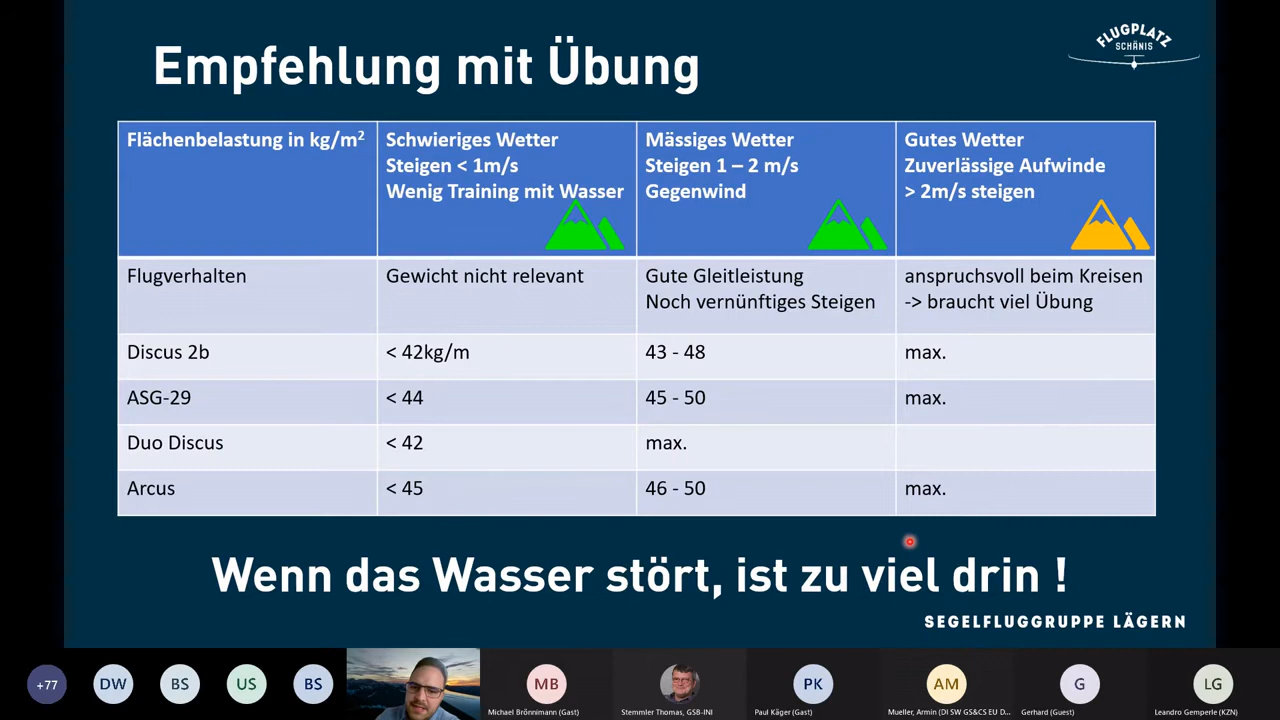 Empfehlung mit Übung
FLUGPLATZ
SCHÄNIS
Flächenbelastung in kg/m²
Schwieriges Wetter
Steigen < 1m/s
Wenig Training mit Wasser
Mässiges Wetter
Steigen 1 – 2 m/s
Gegenwind
Gutes Wetter
Zuverlässige Aufwinde
> 2m/s steigen
Flugverhalten
Gewicht nicht relevant
Gute Gleitleistung
Noch vernünftiges Steigen
anspruchsvoll beim Kreisen
-> braucht viel Übung
Discus 2b
< 42kg/m
43 - 48
max.
ASG-29
< 44
45 - 50
max.
Duo Discus
< 42
max.
Arcus
< 45
46 - 50
max.
Wenn das Wasser stört, ist zu viel drin !
SEGELFLUGGRUPPE LÄGERN
+77
DW
BS
US
BS
MB
Michael Brönnimann (Gast)
Stemmler Thomas, GSB-INI
PK
Paul Käger (Gast)
AM
Mueller, Armin (DI SW GS&CS EU D...
G
Gerhard (Guest)
LG
Leandro Gemperle (KZN)